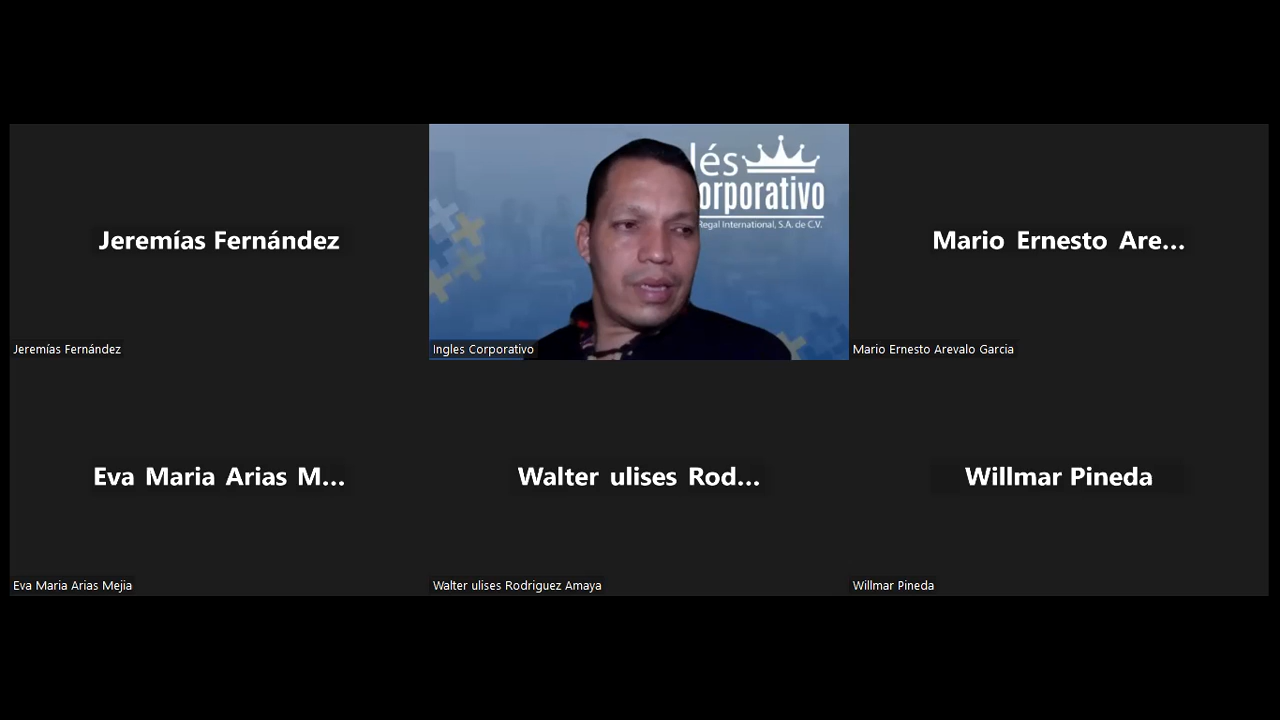 Jeremías Fernández
Jeremías Fernández
lés
orporativo
Regal International, S.A. de C.V.
Ingles Corporativo
Mario Ernesto Are...
Mario Ernesto Arevalo Garcia
Eva Maria Arias M...
Eva Maria Arias Mejia
Walter ulises Rod...
Walter ulises Rodriguez Amaya
Willmar Pineda
Willmar Pineda